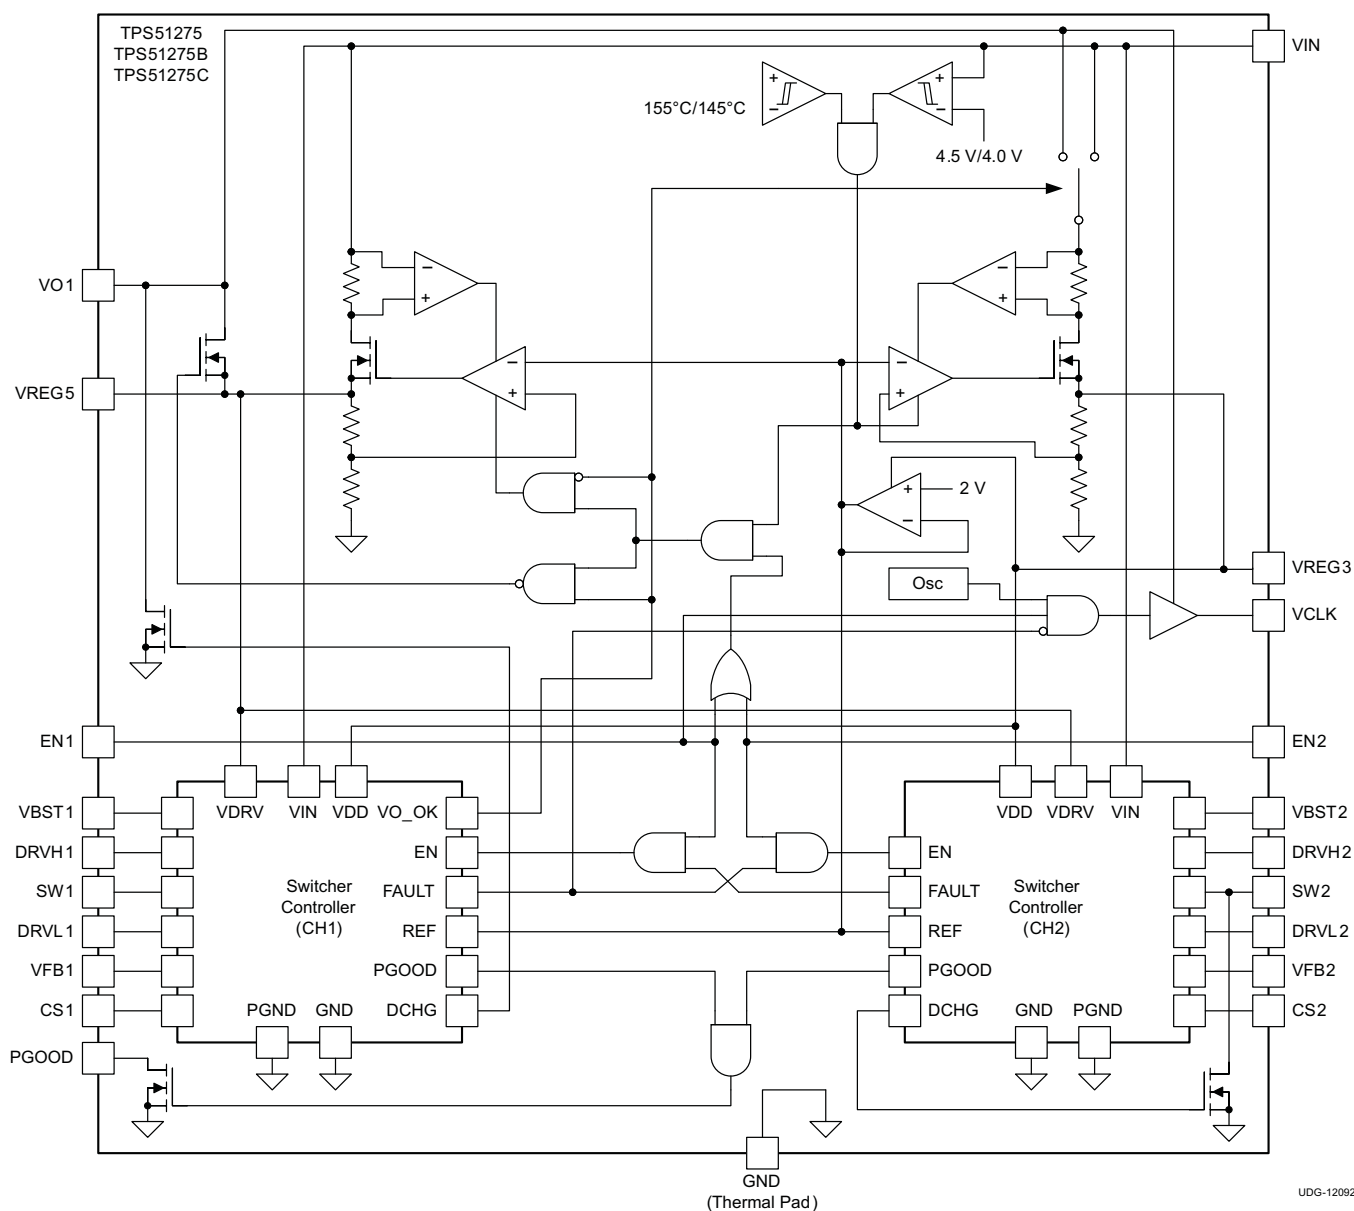 TPS51275
TPS51275B
TPS51275C
VIN
+
−
+
−
155°C/145°C
4.5 V/4.0 V
−
+
−
+
VO1
−
+
−
+
VREG5
+
−
2 V
VREG3
Osc
VCLK
EN1
EN2
VDRV
VIN
VDD
VO_OK
VDD
VDRV
VIN
VBST1
VBST2
DRVH1
EN
EN
DRVH2
SW1
Switcher
Controller
(CH1)
FAULT
FAULT
Switcher
Controller
(CH2)
SW2
DRVL1
REF
REF
DRVL2
VFB1
PGOOD
PGOOD
VFB2
CS1
PGND
GND
DCHG
DCHG
GND
PGND
CS2
PGOOD
GND
(Thermal Pad)
UDG-12092